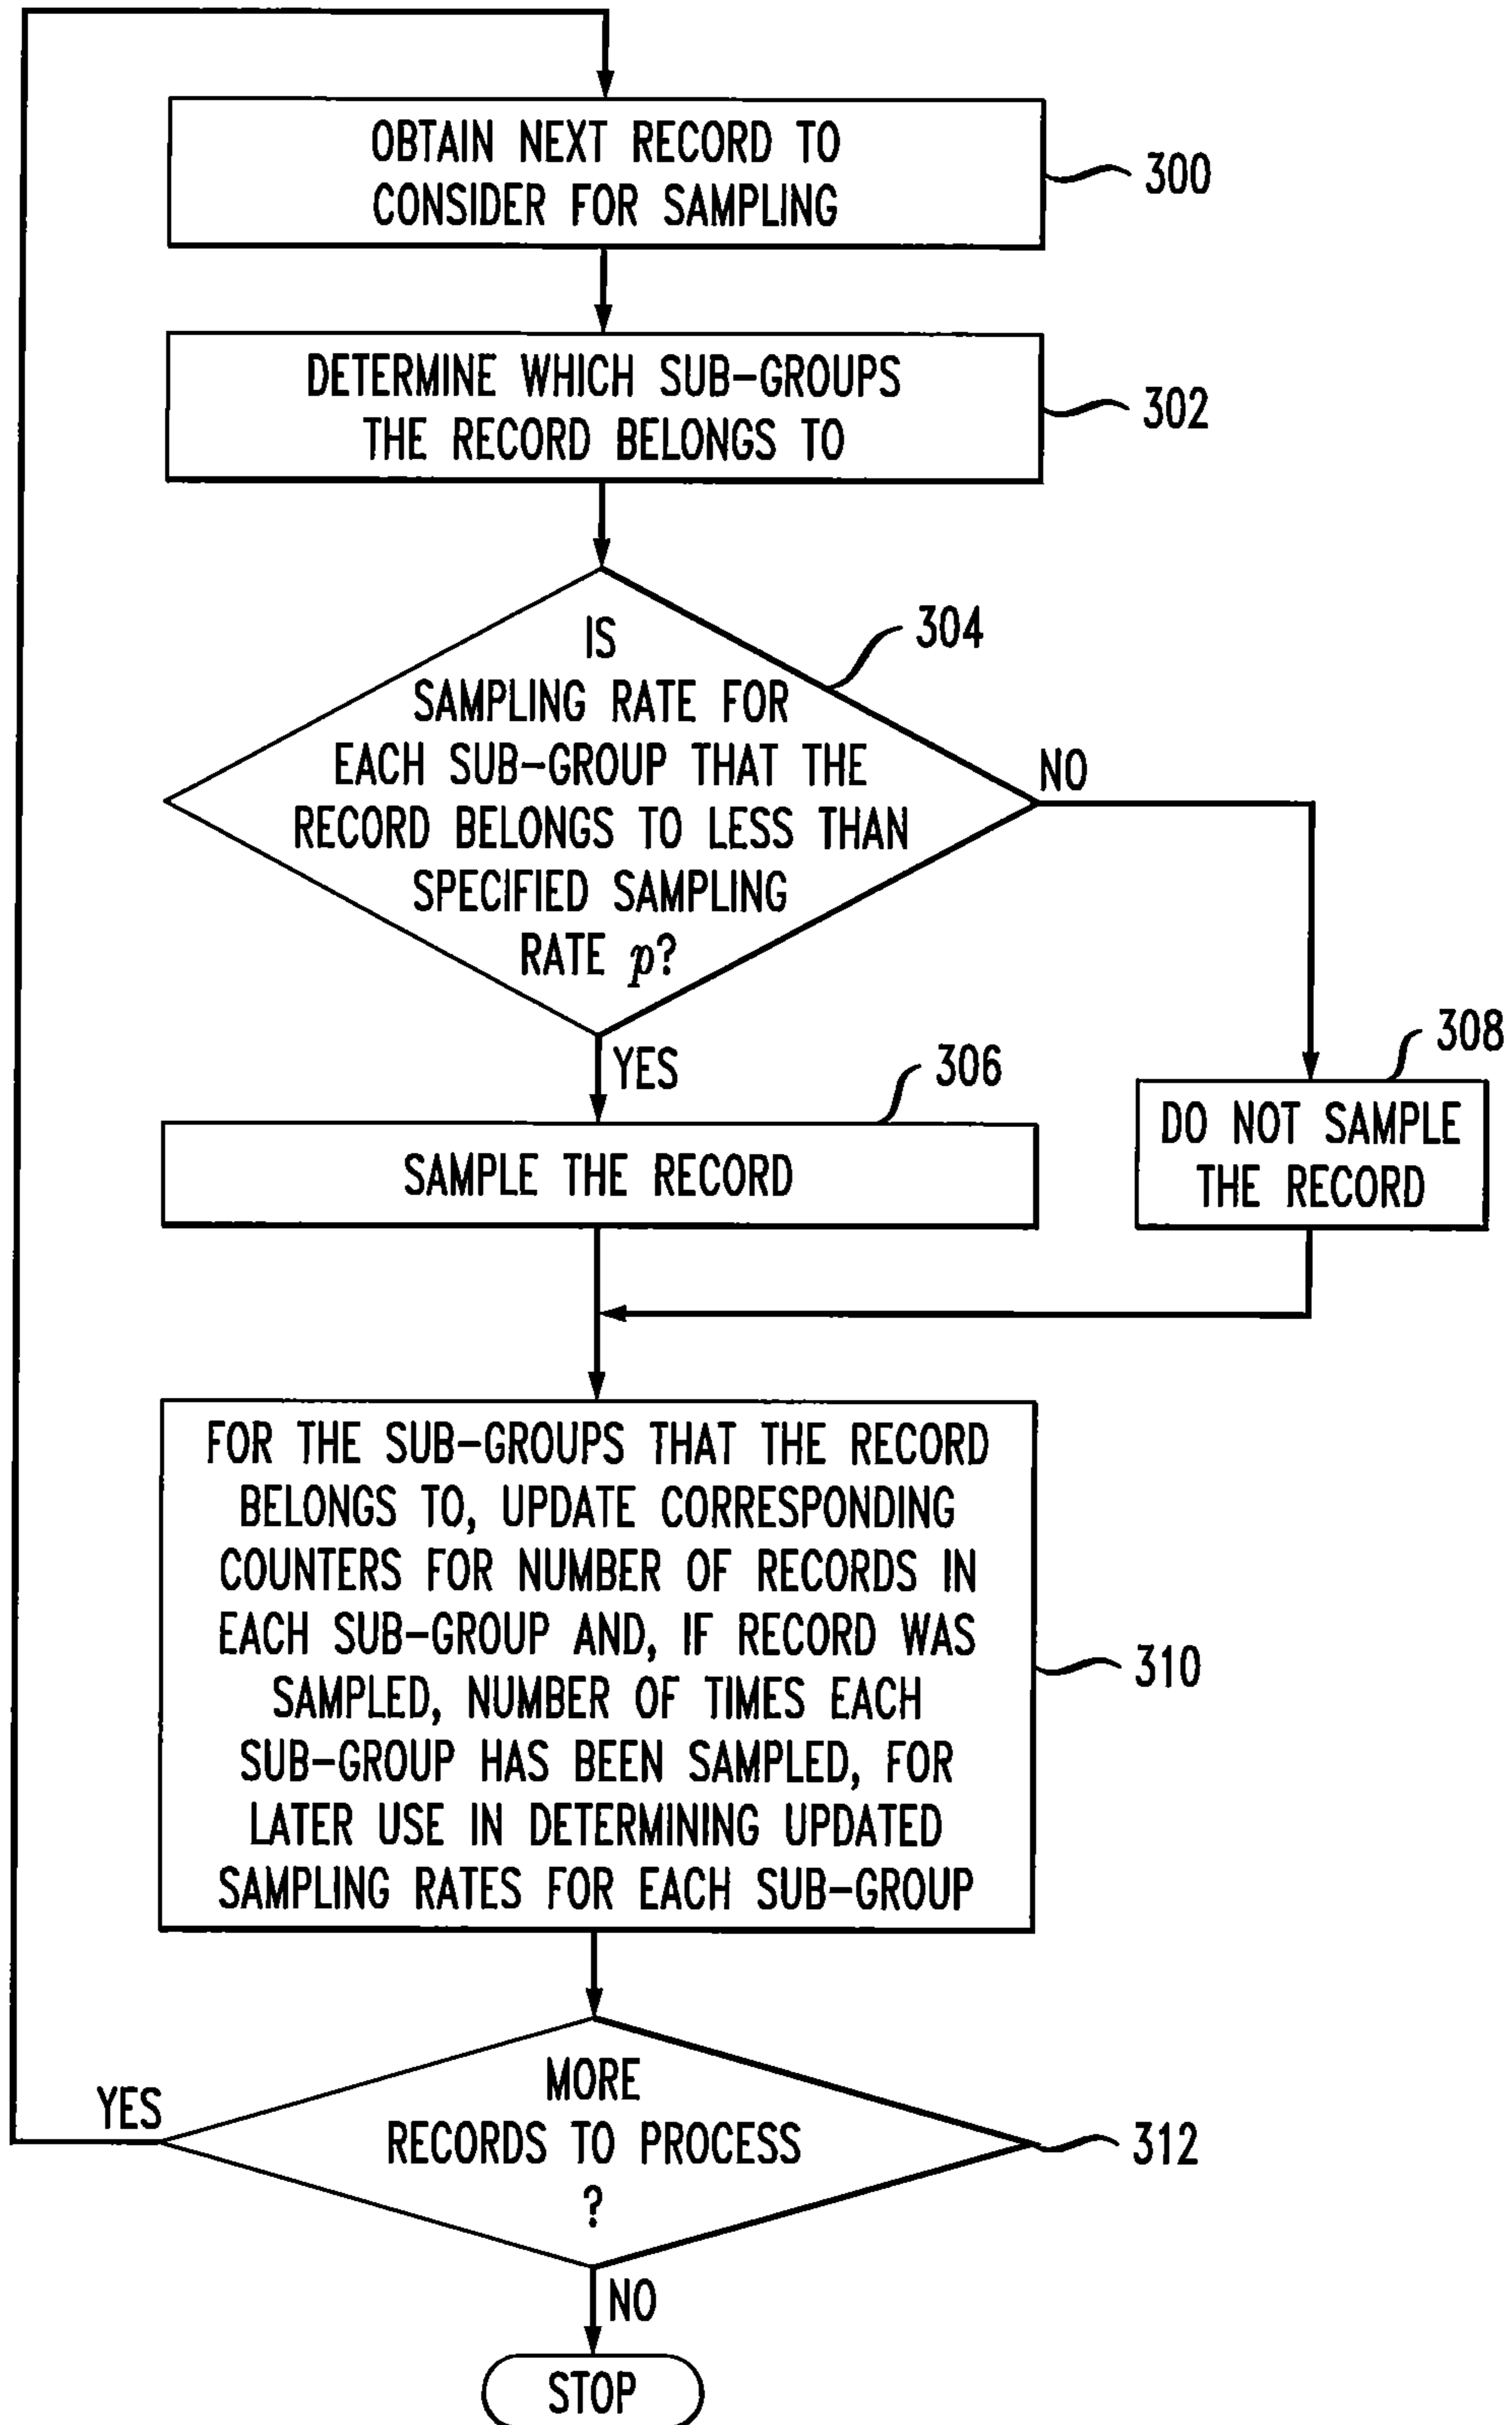 OBTAIN NEXT RECORD TO
CONSIDER FOR SAMPLING
300
DETERMINE WHICH SUB-GROUPS
THE RECORD BELONGS TO
302
IS
SAMPLING RATE FOR
EACH SUB-GROUP THAT THE
RECORD BELONGS TO LESS THAN
SPECIFIED SAMPLING
RATE p?
304
NO
YES
306
SAMPLE THE RECORD
308
DO NOT SAMPLE
THE RECORD
FOR THE SUB-GROUPS THAT THE RECORD
BELONGS TO, UPDATE CORRESPONDING
COUNTERS FOR NUMBER OF RECORDS IN
EACH SUB-GROUP AND, IF RECORD WAS
SAMPLED, NUMBER OF TIMES EACH
SUB-GROUP HAS BEEN SAMPLED, FOR
LATER USE IN DETERMINING UPDATED
SAMPLING RATES FOR EACH SUB-GROUP
310
YES
MORE
RECORDS TO PROCESS
?
312
NO
STOP